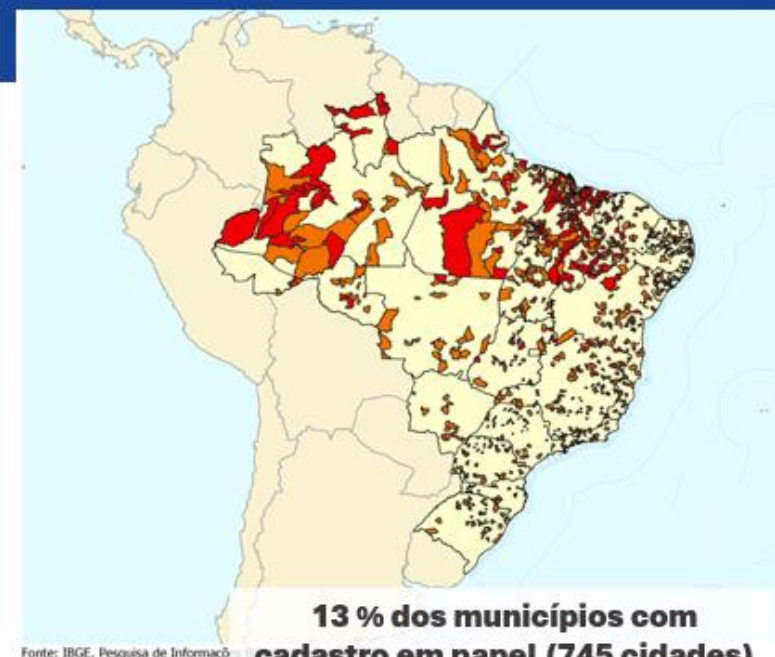 13 % dos municípios com
cadastro em papel (745 cidades)
Fonte: IBGE, Pesquisa de Informaçõ